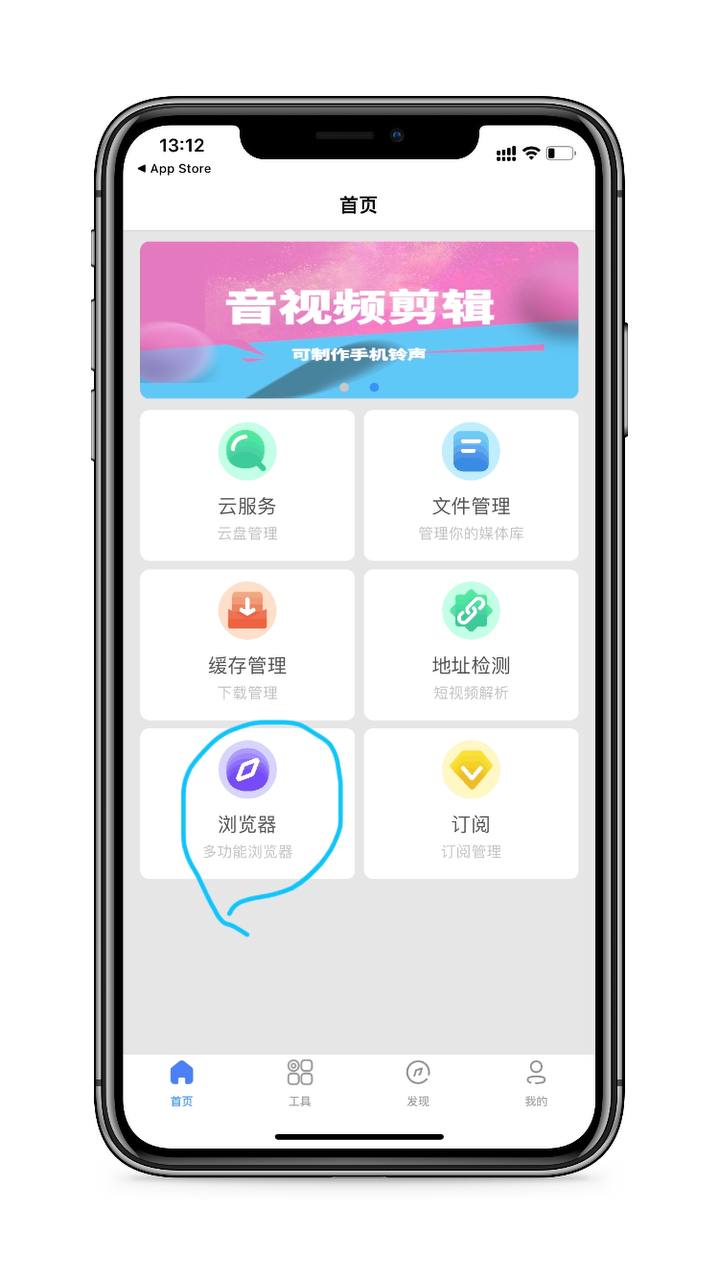 13:12
◀ App Store
首页
音视频剪辑
可制作手机铃声
云服务
云盘管理
文件管理
管理你的媒体库
缓存管理
下载管理
地址检测
短视频解析
浏览器
多功能浏览器
订阅
订阅管理
首页
工具
发现
我的